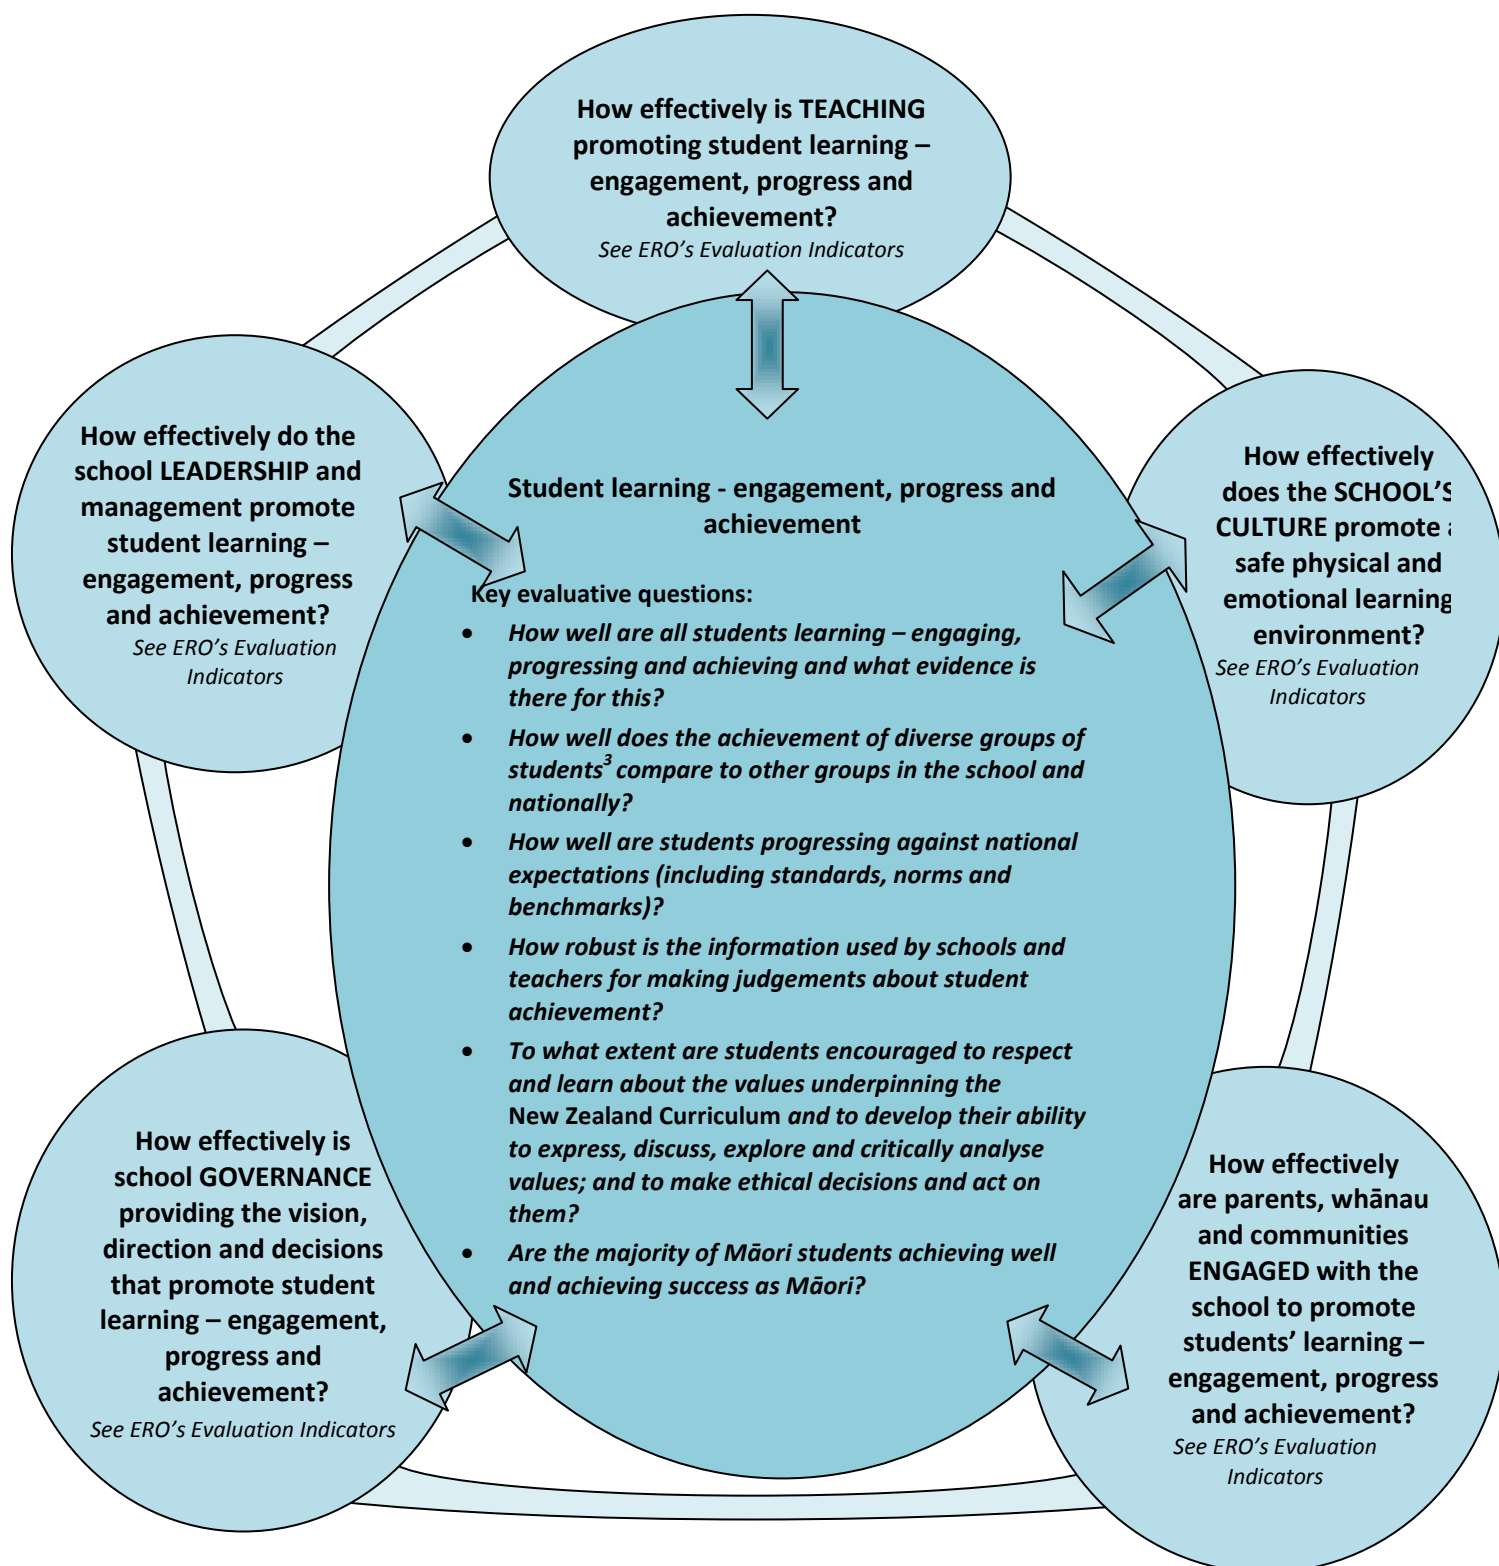 How effectively is TEACHING
promoting student learning –
engagement, progress and
achievement?
See ERO's Evaluation Indicators
How effectively do the
school LEADERSHIP and
management promote
student learning –
engagement, progress
and achievement?
See ERO's Evaluation
Indicators
How effectively
does the SCHOOL'S
CULTURE promote a
safe physical and
emotional learning
environment?
See ERO's Evaluation
Indicators
Student learning - engagement, progress and
achievement
Key evaluative questions:
• How well are all students learning – engaging,
progressing and achieving and what evidence is
there for this?
• How well does the achievement of diverse groups of
students³ compare to other groups in the school and
nationally?
• How well are students progressing against national
expectations (including standards, norms and
benchmarks)?
• How robust is the information used by schools and
teachers for making judgements about student
achievement?
• To what extent are students encouraged to respect
and learn about the values underpinning the
New Zealand Curriculum and to develop their ability
to express, discuss, explore and critically analyse
values; and to make ethical decisions and act on
them?
• Are the majority of Māori students achieving well
and achieving success as Māori?
How effectively is
school GOVERNANCE
providing the vision,
direction and decisions
that promote student
learning – engagement,
progress and
achievement?
See ERO's Evaluation Indicators
How effectively
are parents, whānau
and communities
ENGAGED with the
school to promote
students' learning –
engagement, progress
and achievement?
See ERO's Evaluation
Indicators